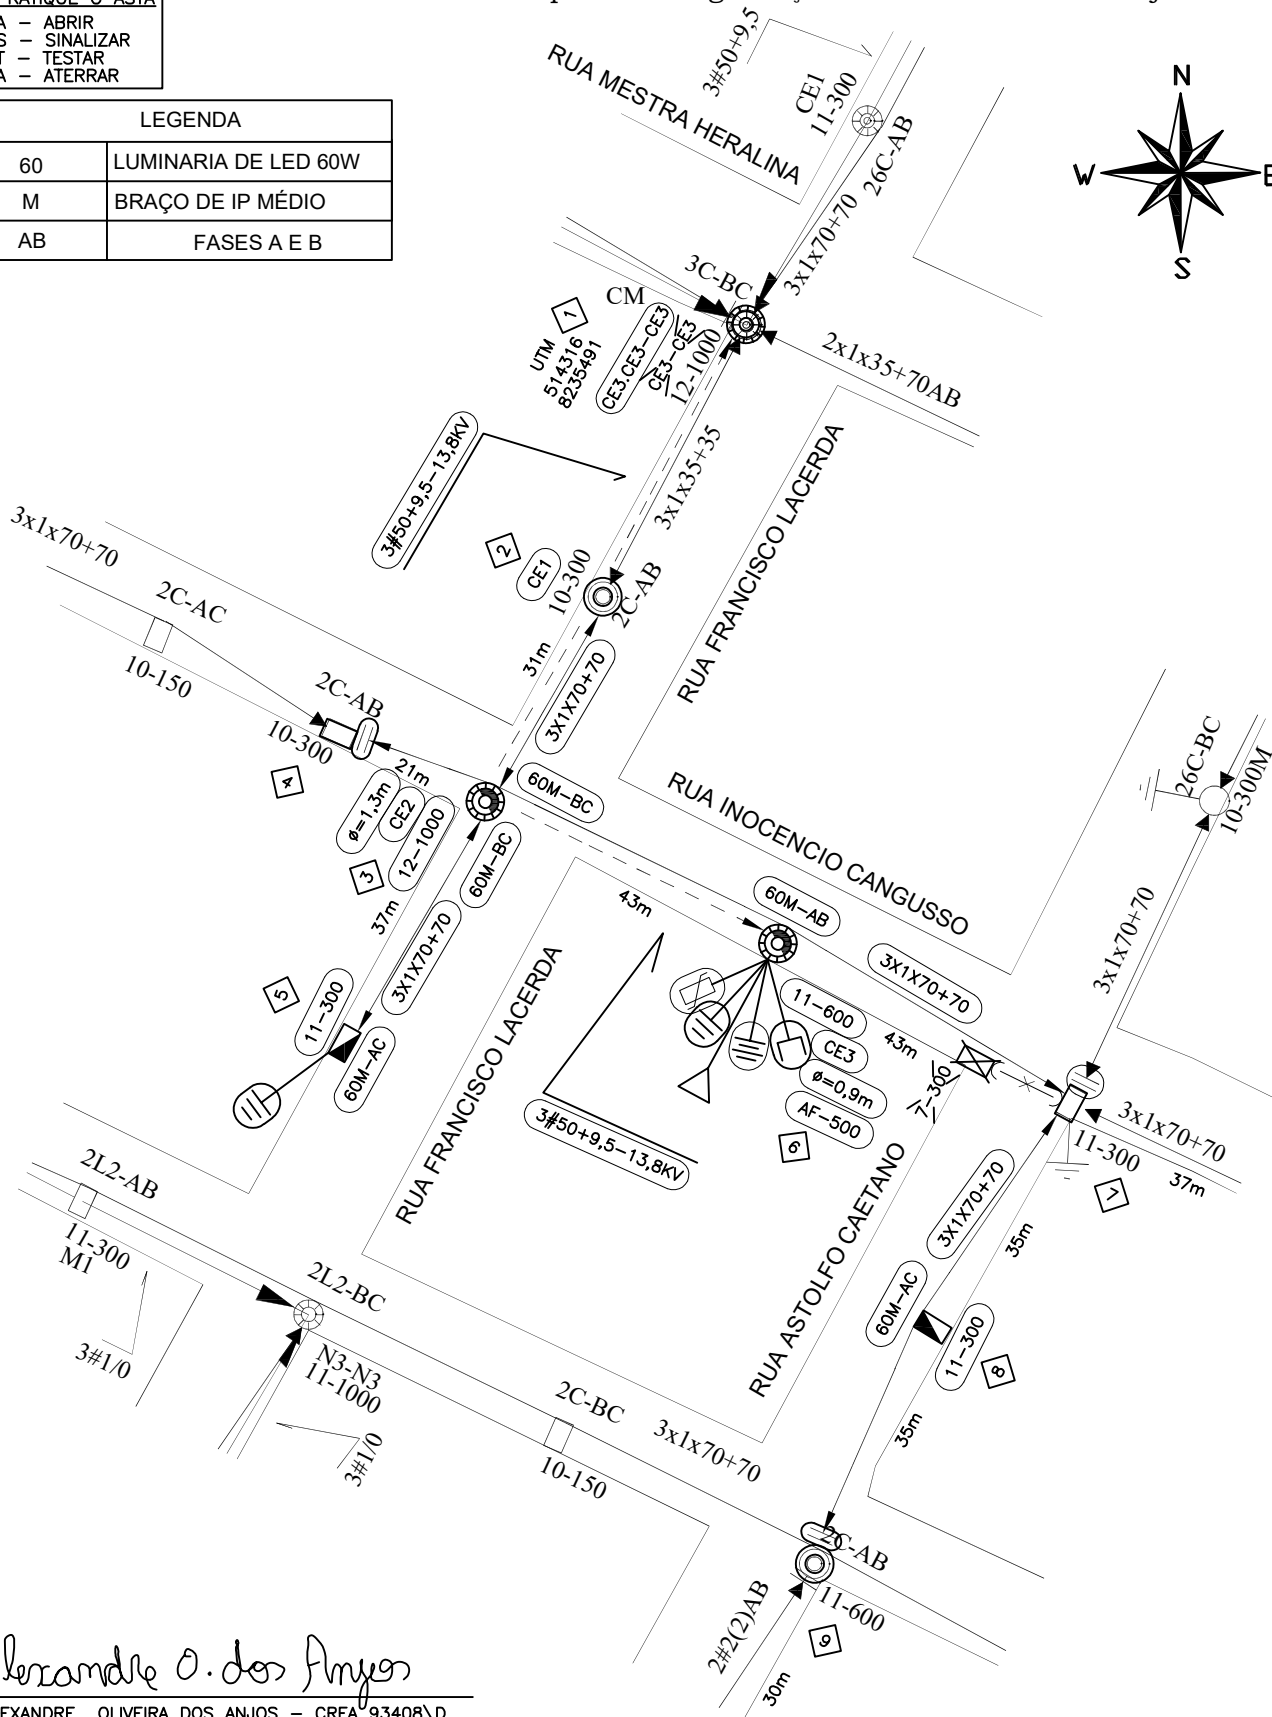 A – ABRIR
S – SINALIZAR
T – TESTAR
A – ATERRAR
LEGENDA
60 LUMINARIA DE LED 60W
M BRAÇO DE IP MÉDIO
AB FASES A E B
N
W
E
S
3#50+9,5
CE1
11-300
RUA MESTRA HERALINA
26C-AB
3x1x70+70
3C-BC
CM
1
UTM
514316
8235491
CE3.CE3-CE3
CE3-CE3
12-1000
2x1x35+70AB
3#50+9,5-13,8KV
3x1x35+35
RUA FRANCISCO LACERDA
2
CE1
10-300
2C-AB
3x1x70+70
2C-AC
10-150
31m
3X1X70+70
2C-AB
10-300
4
21m
60M-BC
ø=1,3m
CE2
12-1000
3
60M-BC
RUA INOCENCIO CANGUSSO
26C-BC
10-300M
3x1x70+70
37m
3X1X70+70
43m
60M-AB
3X1X70+70
5
11-300
60M-AC
RUA FRANCISCO LACERDA
11-600
CE3
ø=0,9m
AF-500
6
43m
7-300
3#50+9,5-13,8KV
3x1x70+70
11-300
37m
7
2L2-AB
11-300
M1
3#1/0
RUA ASTOLFO CAETANO
3X1X70+70
35m
60M-AC
11-300
8
2L2-BC
N3-N3
11-1000
3#1/0
2C-BC
10-150
3x1x70+70
35m
2C-AB
11-600
2#2(2)AB
9
30m
lexandre O. dos Anjos
EXANDRE OLIVEIRA DOS ANJOS – CREA 93408\D